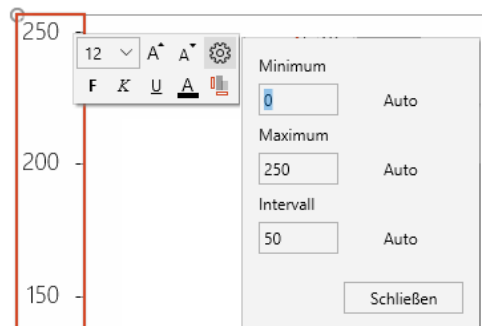 250
12 A A
F K U A
200
150
Minimum
0 Auto
Maximum
250 Auto
Intervall
50 Auto
Schließen